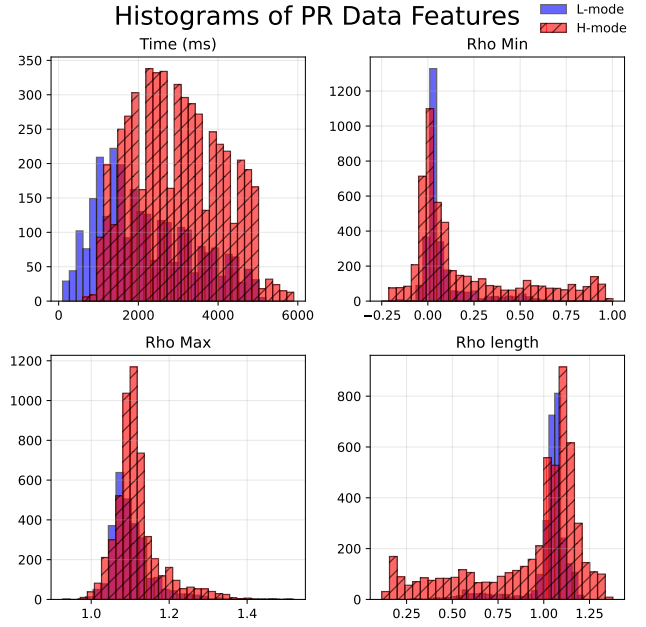 Histograms of PR Data Features
L-mode
H-mode
Time (ms)
350
300
250
200
150
100
50
0
0 2000 4000 6000
Rho Min
1200
1000
800
600
400
200
0
−0.25 0.00 0.25 0.50 0.75 1.00
Rho Max
1200
1000
800
600
400
200
0
1.0 1.2 1.4
Rho length
800
600
400
200
0
0.25 0.50 0.75 1.00 1.25